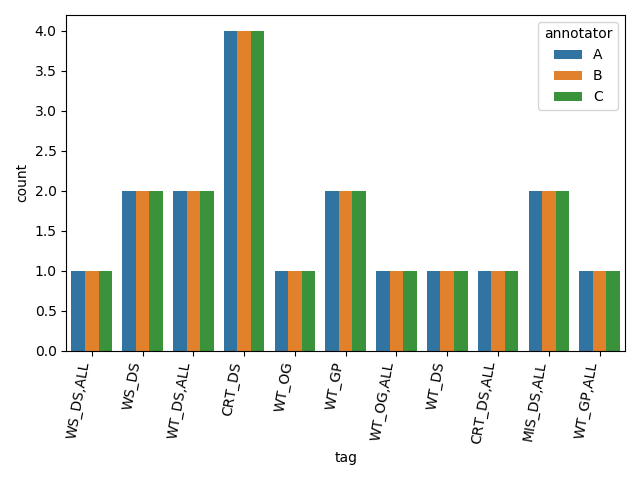 annotator
A
B
C
4.0
3.5
3.0
2.5
2.0
1.5
1.0
0.5
0.0
count
WS_DS,ALL
WS_DS
WT_DS,ALL
CRT_DS
WT_OG
WT_GP
WT_OG,ALL
WT_DS
CRT_DS,ALL
MIS_DS,ALL
WT_GP,ALL
tag